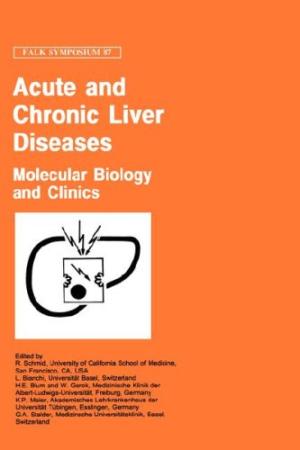 FALK SYMPOSIUM 87
Acute and
Chronic Liver
Diseases
Molecular Biology
and Clinics
Edited by
R. Schmid, University of California School of Medicine,
San Francisco, CA, USA
L. Bianchi, Universität Basel, Switzerland
H.E. Blum and W. Gerok, Medizinische Klinik der
Albert-Ludwigs-Universität, Freiburg, Germany
K.P. Maier, Akademisches Lehrkrankenhaus der
Universität Tübingen, Esslingen, Germany
G.A. Stalder, Medizinische Universitätsklinik, Basel,
Switzerland